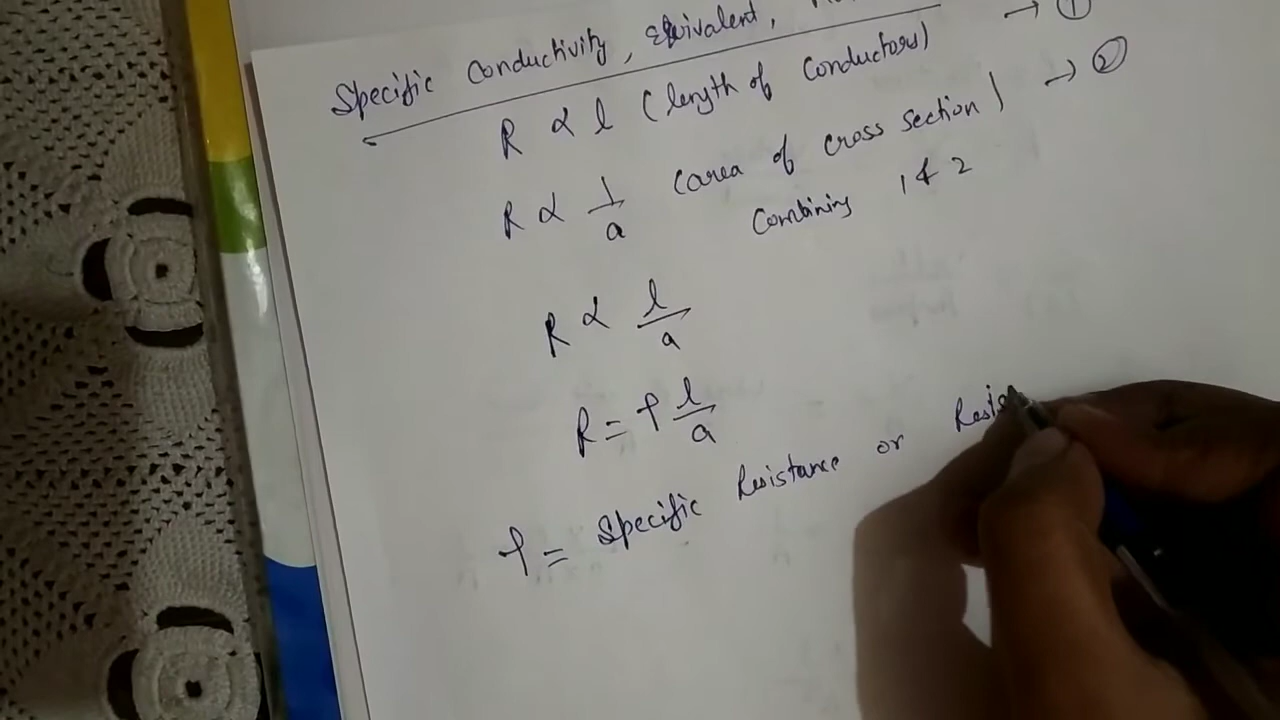 Specific Conductivity, Equivalent,
R ∝ l (length of conductors) → ①
R ∝ 1/a (area of cross section) → ②
Combining 1 & 2
R ∝ l/a
R = ρ l/a
ρ = Specific Resistance or Resis